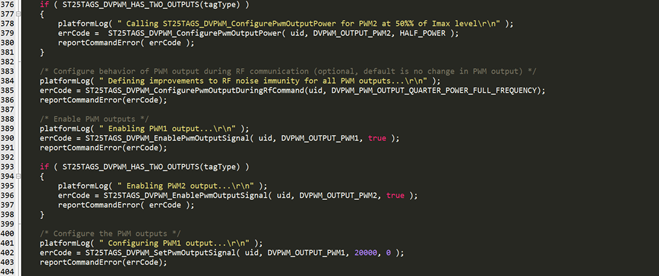 376 if ( ST25TAGS_DVPWM_HAS_TWO_OUTPUTS(tagType) )
377 {
378 platformLog( " Calling ST25TAGS_DVPWM_ConfigurePwmOutputPower for PWM2 at 50%% of Imax level\r\n" );
379 errCode = ST25TAGS_DVPWM_ConfigurePwmOutputPower( uid, DVPWM_OUTPUT_PWM2, HALF_POWER );
380 reportCommandError( errCode );
381 }
382
383 /* Configure behavior of PWM output during RF communication (optional, default is no change in PWM output) */
384 platformLog( " Defining improvements to RF noise immunity for all PWM outputs...\r\n" );
385 errCode = ST25TAGS_DVPWM_ConfigurePwmOutputDuringRfCommand(uid, DVPWM_PWM_OUTPUT_QUARTER_POWER_FULL_FREQUENCY);
386 reportCommandError(errCode);
387
388 /* Enable PWM outputs */
389 platformLog( " Enabling PWM1 output...\r\n" );
390 errCode = ST25TAGS_DVPWM_EnablePwmOutputSignal( uid, DVPWM_OUTPUT_PWM1, true );
391 reportCommandError(errCode);
392
393 if ( ST25TAGS_DVPWM_HAS_TWO_OUTPUTS(tagType) )
394 {
395 platformLog( " Enabling PWM2 output...\r\n" );
396 errCode = ST25TAGS_DVPWM_EnablePwmOutputSignal( uid, DVPWM_OUTPUT_PWM2, true );
397 reportCommandError( errCode );
398 }
399
400 /* Configure the PWM outputs */
401 platformLog( " Configuring PWM1 output...\r\n" );
402 errCode = ST25TAGS_DVPWM_SetPwmOutputSignal( uid, DVPWM_OUTPUT_PWM1, 20000, 0 );
403 reportCommandError(errCode);
404